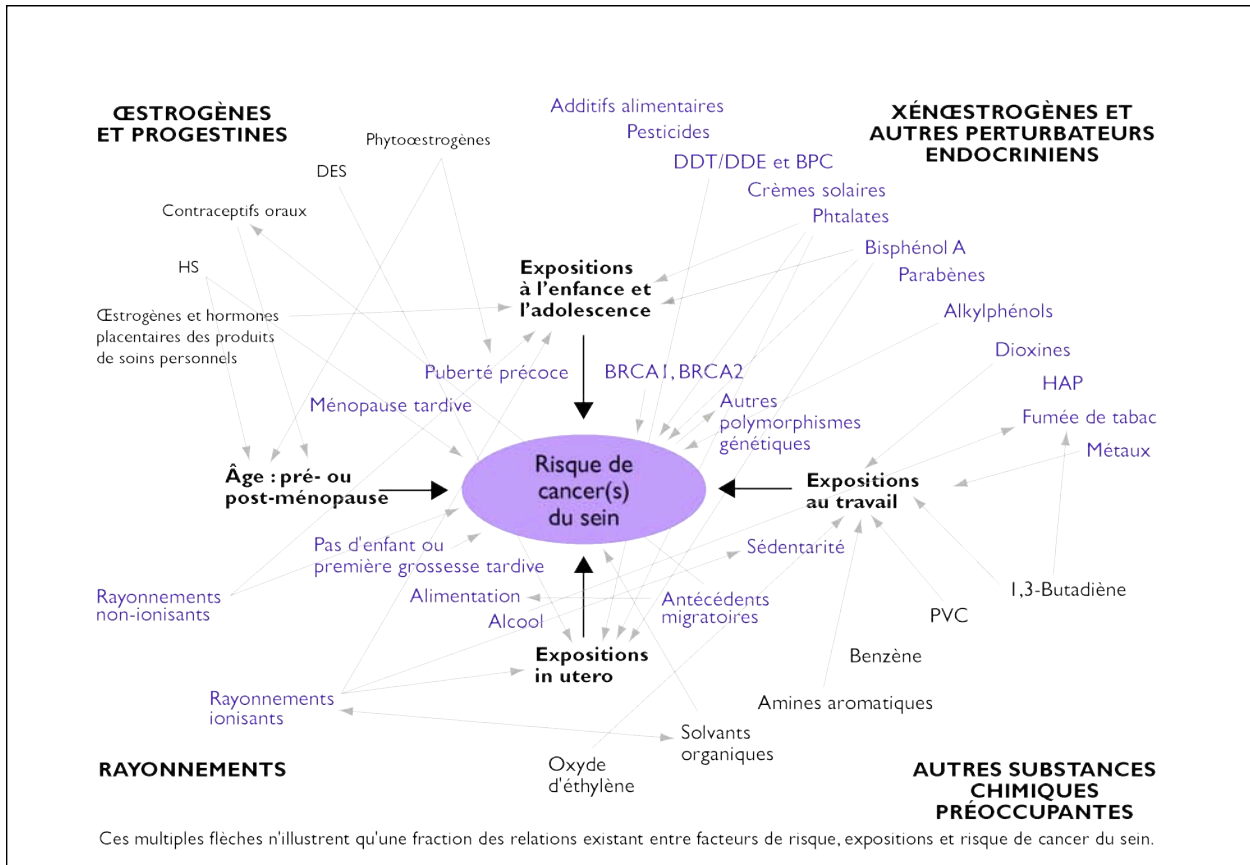 ŒSTROGÈNES
ET PROGESTINES
Additifs alimentaires
Pesticides
XÉNŒSTROGÈNES ET
AUTRES PERTURBATEURS
ENDOCRINIENS
Phytoœstrogènes
DES
DDT/DDE et BPC
Crèmes solaires
Phtalates
Contraceptifs oraux
Bisphénol A
HS
Expositions
à l'enfance et
l'adolescence
Parabènes
Œstrogènes et hormones
placentaires des produits
de soins personnels
Alkylphénols
Dioxines
Puberté précoce
BRCA1, BRCA2
HAP
Ménopause tardive
Autres
polymorphismes
génétiques
Fumée de tabac
Métaux
Âge : pré- ou
post-ménopause
Risque de
cancer(s)
du sein
Expositions
au travail
Pas d'enfant ou
première grossesse tardive
Sédentarité
Rayonnements
non-ionisants
Alimentation
Antécédents
migratoires
1,3-Butadiène
Alcool
PVC
Expositions
in utero
Benzène
Rayonnements
ionisants
Amines aromatiques
Solvants
organiques
Oxyde
d'éthylène
RAYONNEMENTS
AUTRES SUBSTANCES
CHIMIQUES
PRÉOCCUPANTES
Ces multiples flèches n'illustrent qu'une fraction des relations existant entre facteurs de risque, expositions et risque de cancer du sein.